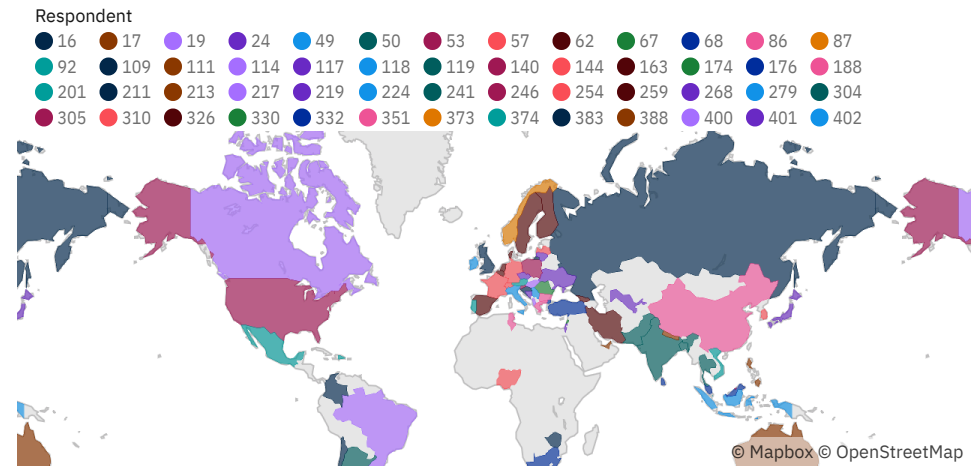 Respondent
16 17 19 24 49 50 53 57 62 67 68 86 87
92 109 111 114 117 118 119 140 144 163 174 176 188
201 211 213 217 219 224 241 246 254 259 268 279 304
305 310 326 330 332 351 373 374 383 388 400 401 402
© Mapbox © OpenStreetMap